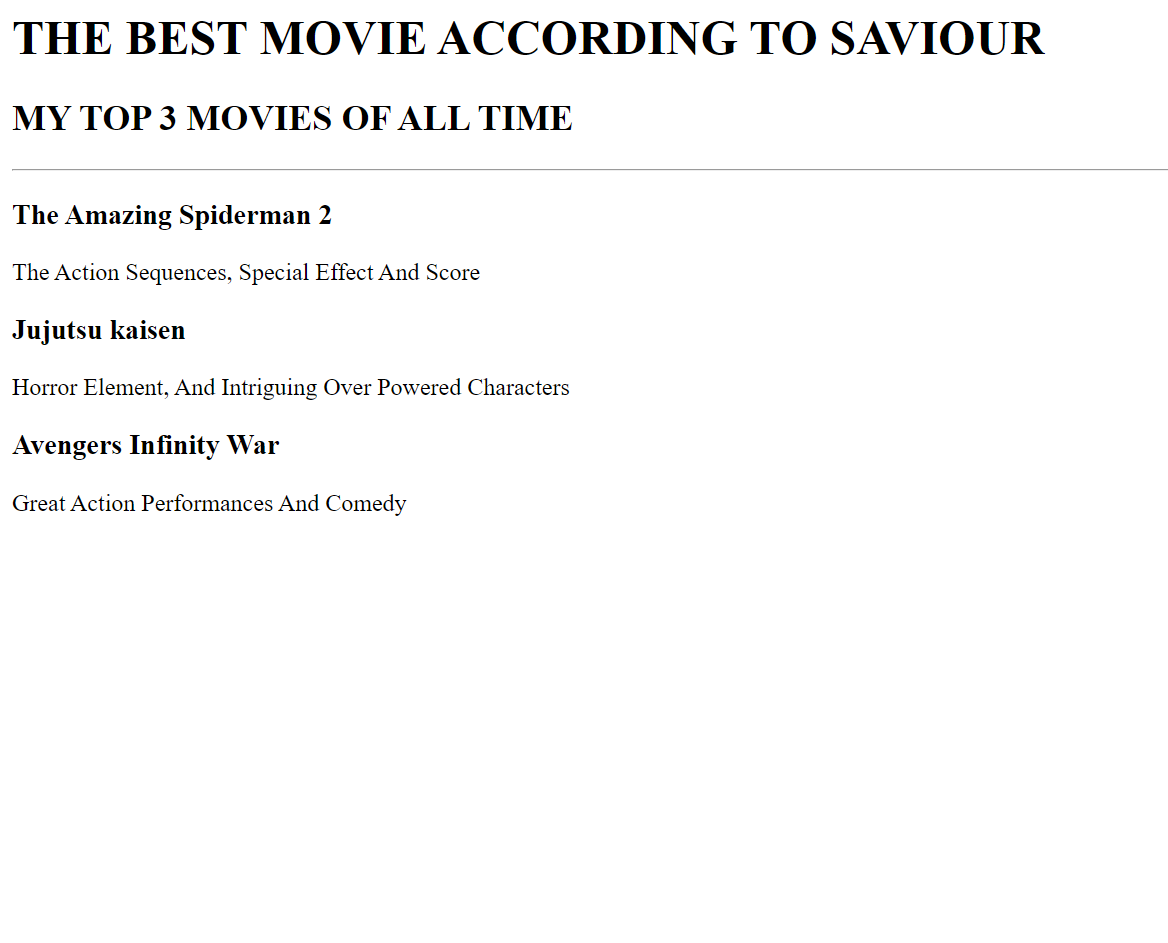 THE BEST MOVIE ACCORDING TO SAVIOUR
MY TOP 3 MOVIES OF ALL TIME
The Amazing Spiderman 2
The Action Sequences, Special Effect And Score
Jujutsu kaisen
Horror Element, And Intriguing Over Powered Characters
Avengers Infinity War
Great Action Performances And Comedy